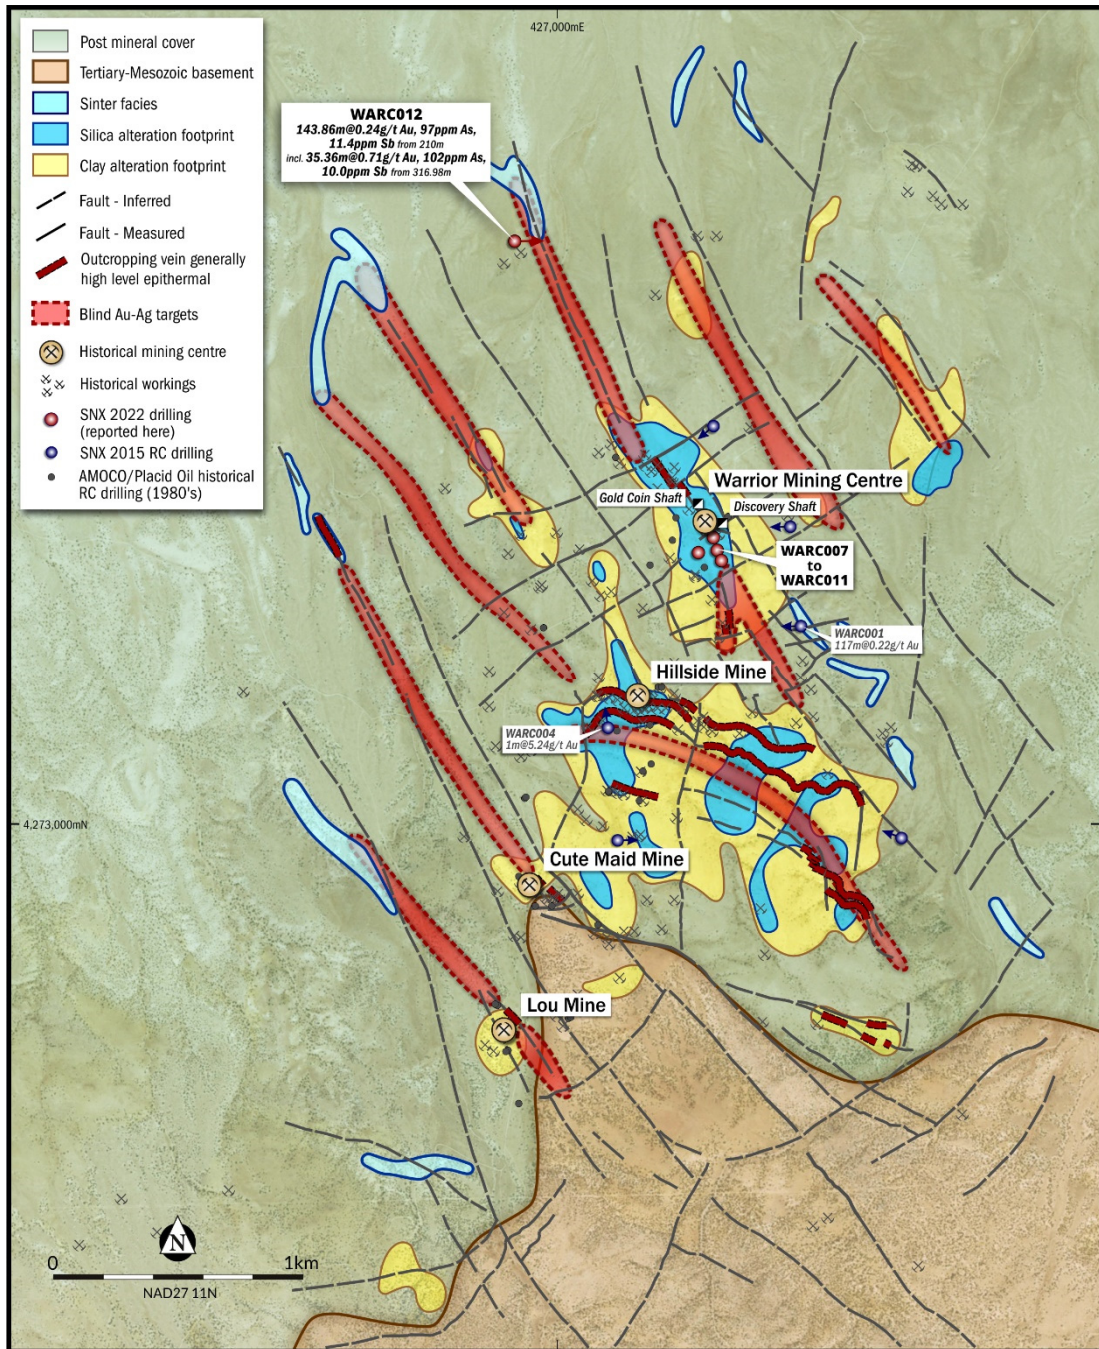 427,000mE
Post mineral cover
Tertiary-Mesozoic basement
Sinter facies
Silica alteration footprint
Clay alteration footprint
Fault - Inferred
Fault - Measured
Outcropping vein generally
high level epithermal
Blind Au-Ag targets
Historical mining centre
Historical workings
SNX 2022 drilling
(reported here)
SNX 2015 RC drilling
AMOCO/Placid Oil historical
RC drilling (1980's)
WARC012
143.86m@0.24g/t Au, 97ppm As,
11.4ppm Sb from 210m
incl. 35.36m@0.71g/t Au, 102ppm As,
10.0ppm Sb from 316.98m
Warrior Mining Centre
Gold Coin Shaft
Discovery Shaft
WARC007
to
WARC011
WARC001
117m@0.22g/t Au
Hillside Mine
WARC004
1m@5.24g/t Au
4,273,000mN
Cute Maid Mine
Lou Mine
N
0 1km
NAD27 11N